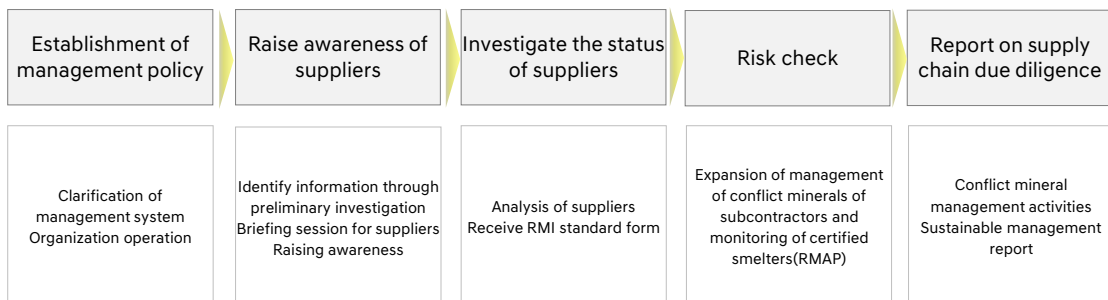 Establishment of
management policy
Raise awareness of
suppliers
Investigate the status
of suppliers
Risk check
Report on supply
chain due diligence
Clarification of
management system
Organization operation
Identify information through
preliminary investigation
Briefing session for suppliers
Raising awareness
Analysis of suppliers
Receive RMI standard form
Expansion of management
of conflict minerals of
subcontractors and
monitoring of certified
smelters(RMAP)
Conflict mineral
management activities
Sustainable management
report